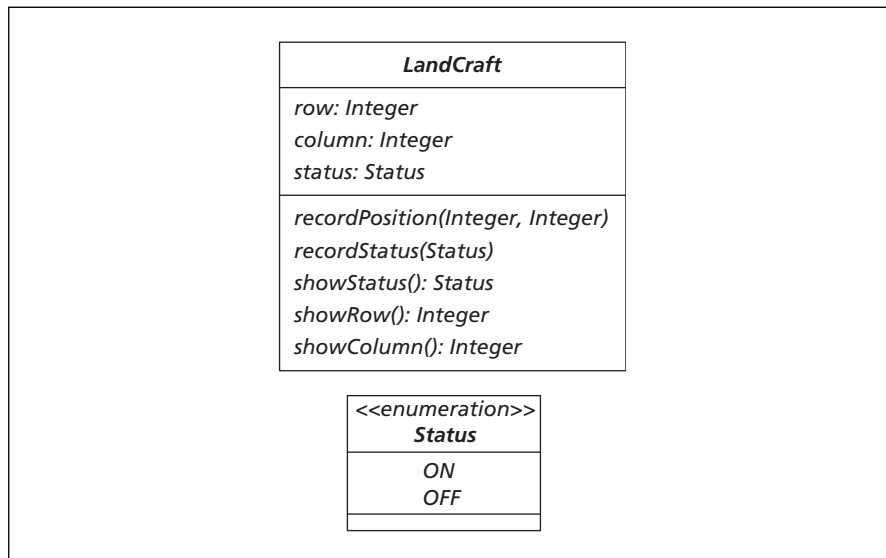 LandCraft
row: Integer
column: Integer
status: Status
recordPosition(Integer, Integer)
recordStatus(Status)
showStatus(): Status
showRow(): Integer
showColumn(): Integer
<<enumeration>>
Status
ON
OFF